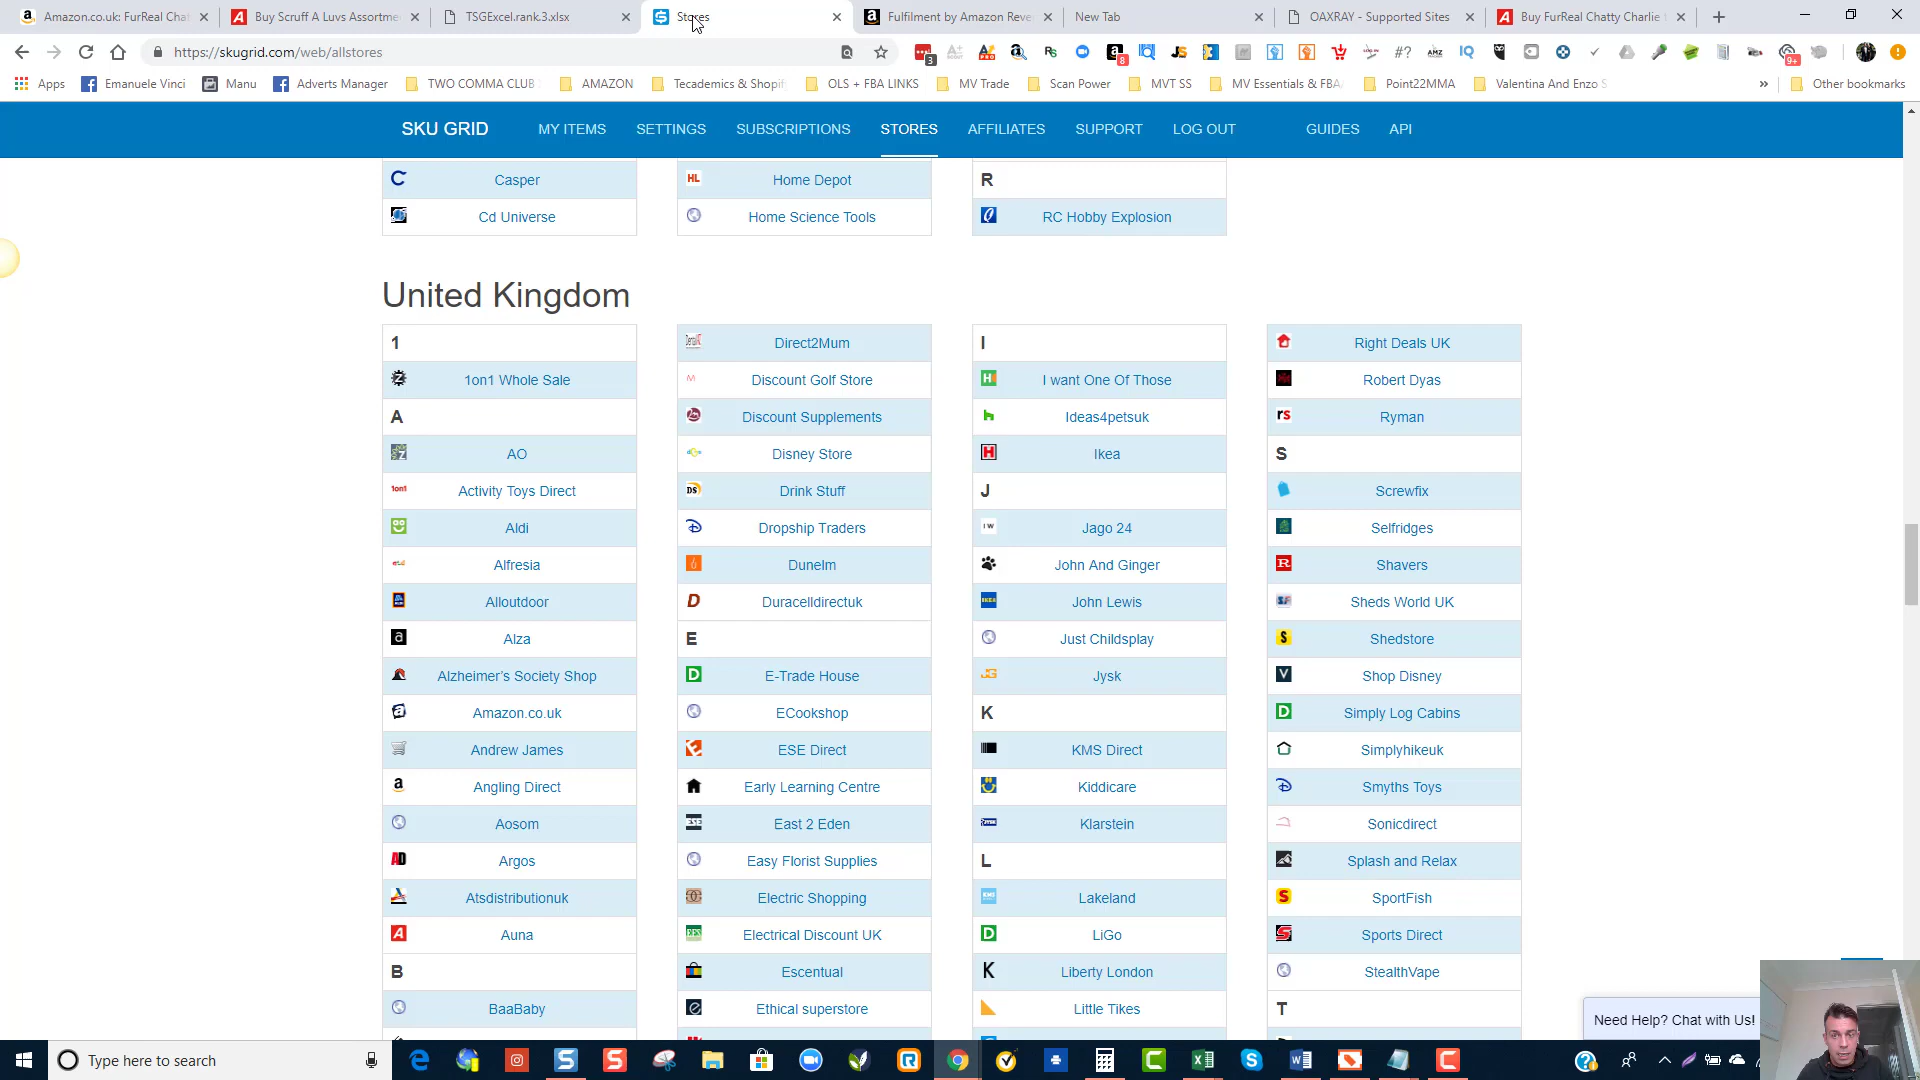 Amazon.co.uk: FurReal Chat
Buy Scruff A Luvs Assortme
TSGExcel.rank.3.xlsx
Stores
Fulfilment by Amazon Reve
New Tab
OAXRAY - Supported Sites
Buy FurReal Chatty Charlie
https://skugrid.com/web/allstores
Apps
Emanuele Vinci
Manu
Adverts Manager
TWO COMMA CLUB
AMAZON
Tecademics & Shopif
OLS + FBA LINKS
MV Trade
Scan Power
MVT SS
MV Essentials & FBA
Point22MMA
Valentina And Enzo S
Other bookmarks
SKU GRID
MY ITEMS
SETTINGS
SUBSCRIPTIONS
STORES
AFFILIATES
SUPPORT
LOG OUT
GUIDES
API
Casper
Cd Universe
Home Depot
Home Science Tools
R
RC Hobby Explosion
United Kingdom
1
1on1 Whole Sale
A
AO
Activity Toys Direct
Aldi
Alfresia
Alloutdoor
Alza
Alzheimer's Society Shop
Amazon.co.uk
Andrew James
Angling Direct
Aosom
Argos
Atsdistributionuk
Auna
B
BaaBaby
Direct2Mum
Discount Golf Store
Discount Supplements
Disney Store
Drink Stuff
Dropship Traders
Dunelm
Duracelldirectuk
E
E-Trade House
ECookshop
ESE Direct
Early Learning Centre
East 2 Eden
Easy Florist Supplies
Electric Shopping
Electrical Discount UK
Escentual
Ethical superstore
I
I want One Of Those
Ideas4petsuk
Ikea
J
Jago 24
John And Ginger
John Lewis
Just Childsplay
Jysk
K
KMS Direct
Kiddicare
Klarstein
L
Lakeland
LiGo
Liberty London
Little Tikes
Right Deals UK
Robert Dyas
Ryman
S
Screwfix
Selfridges
Shavers
Sheds World UK
Shedstore
Shop Disney
Simply Log Cabins
Simplyhikeuk
Smyths Toys
Sonicdirect
Splash and Relax
SportFish
Sports Direct
StealthVape
T
Need Help? Chat with Us!
Type here to search